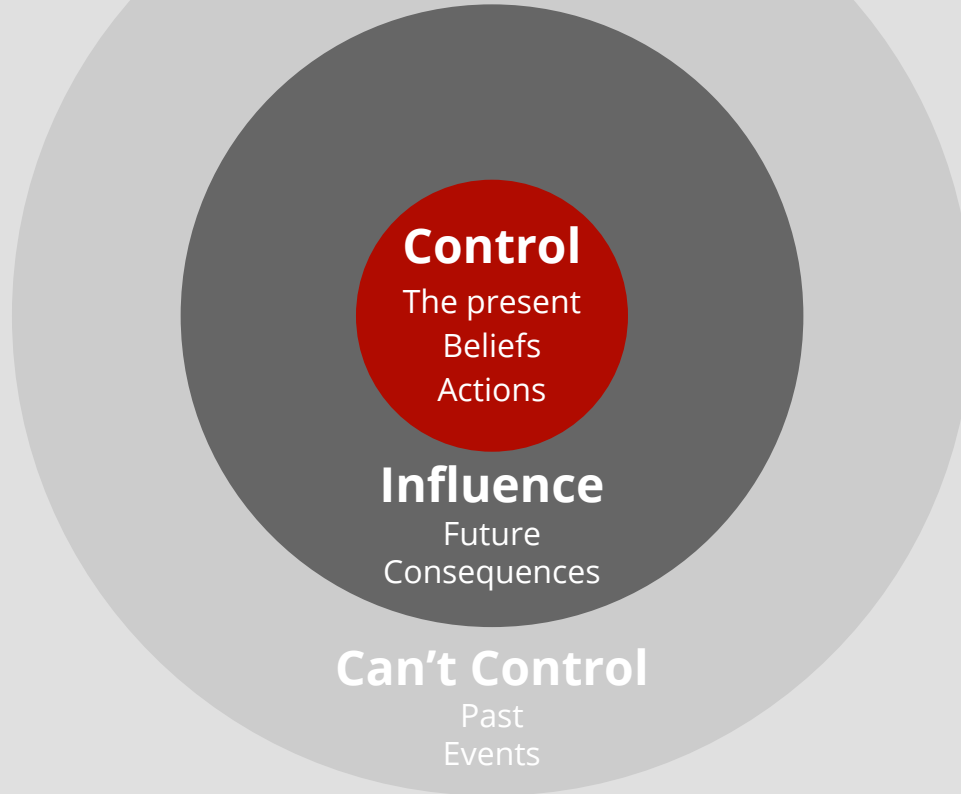 Control
The present
Beliefs
Actions
Influence
Future
Consequences
Can’t Control
Past
Events